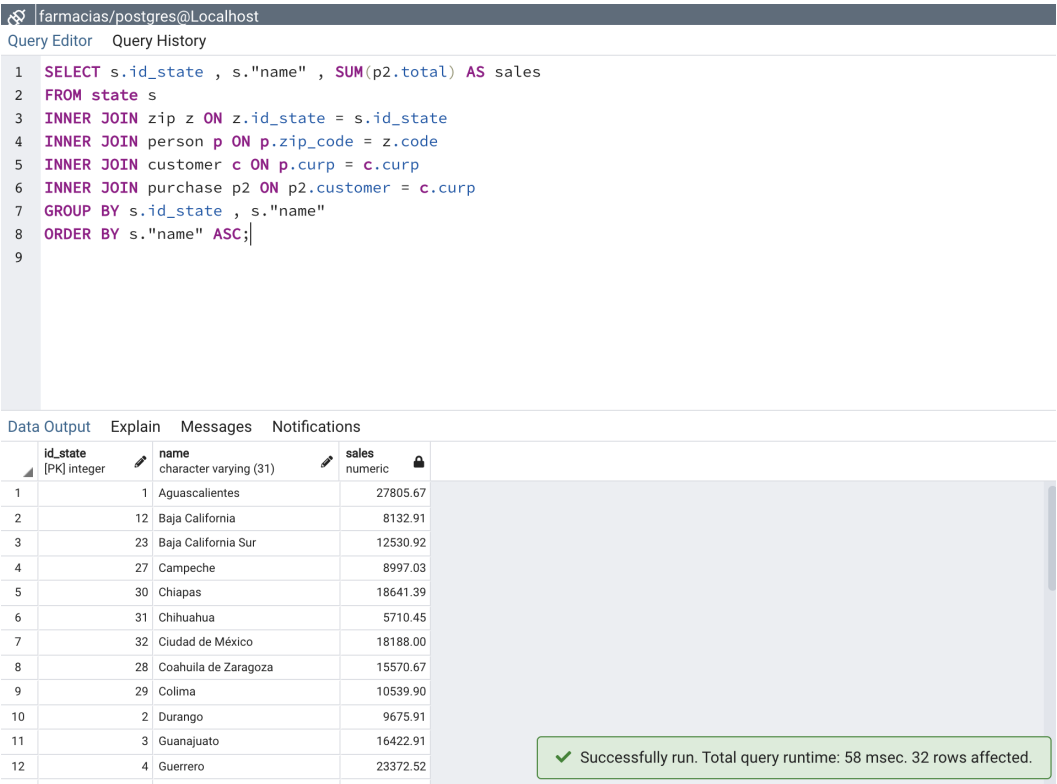 farmacias/postgres@Localhost
Query Editor Query History
1 SELECT s.id_state , s."name" , SUM(p2.total) AS sales
2 FROM state s
3 INNER JOIN zip z ON z.id_state = s.id_state
4 INNER JOIN person p ON p.zip_code = z.code
5 INNER JOIN customer c ON p.curp = c.curp
6 INNER JOIN purchase p2 ON p2.customer = c.curp
7 GROUP BY s.id_state , s."name"
8 ORDER BY s."name" ASC;
9
Data Output Explain Messages Notifications
id_state name sales
[PK] integer character varying (31) numeric
1 1 Aguascalientes 27805.67
2 12 Baja California 8132.91
3 23 Baja California Sur 12530.92
4 27 Campeche 8997.03
5 30 Chiapas 18641.39
6 31 Chihuahua 5710.45
7 32 Ciudad de México 18188.00
8 28 Coahuila de Zaragoza 15570.67
9 29 Colima 10539.90
10 2 Durango 9675.91
11 3 Guanajuato 16422.91
12 4 Guerrero 23372.52
Successfully run. Total query runtime: 58 msec. 32 rows affected.